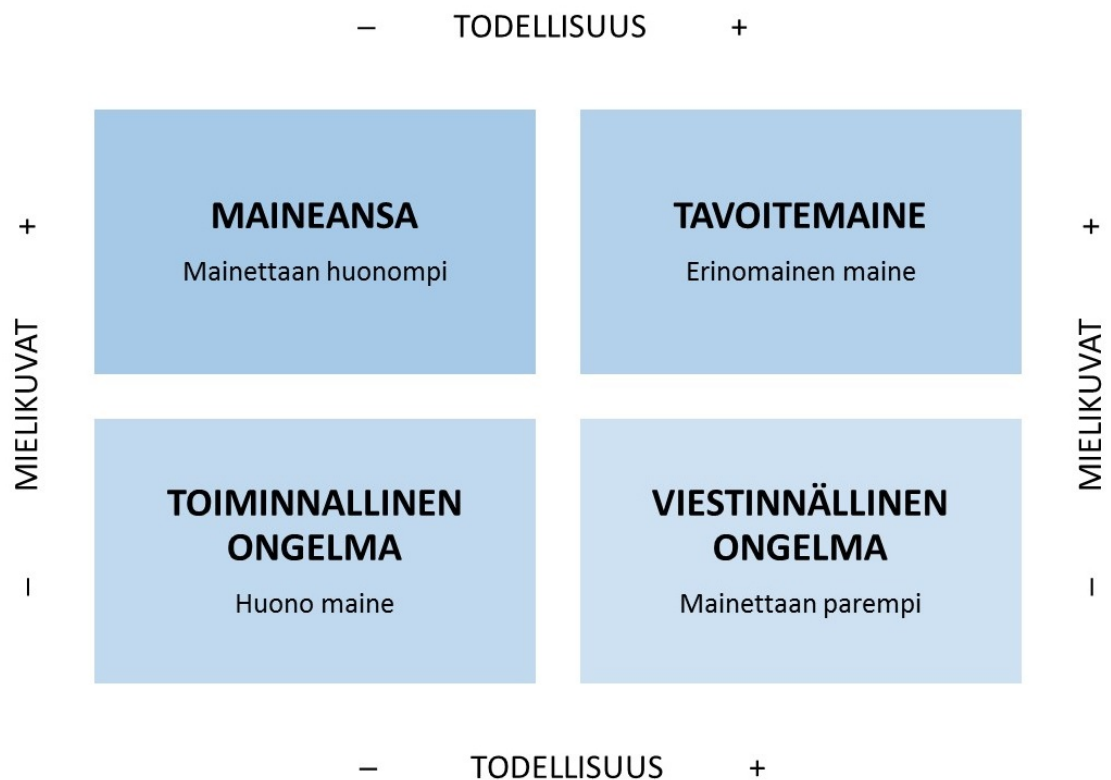 – TODELLISUUS +
MAINEANSA
Mainettaan huonompi
TAVOITEMAINE
Erinomainen maine
– MIELIKUVAT +
– MIELIKUVAT +
TOIMINNALLINEN
ONGELMA
Huono maine
VIESTINNÄLLINEN
ONGELMA
Mainettaan parempi
– TODELLISUUS +